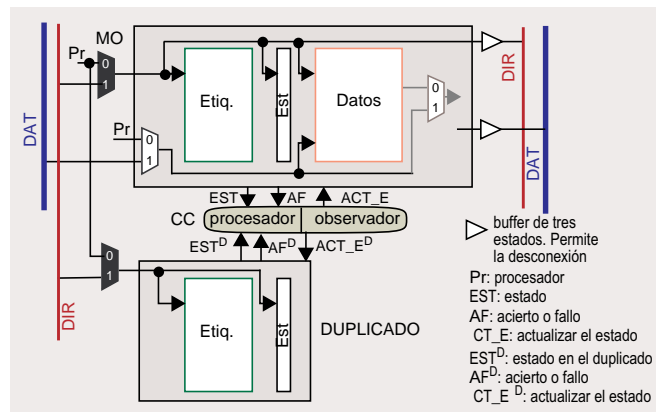 MO
Pr
0
1
DIR
Etiq.
Est
Datos
0
1
Pr
0
1
DAT
DAT
EST
AF
ACT_E
CC
procesador
observador
EST D
AF D
ACT_E D
buffer de tres
estados. Permite
la desconexión
Pr: procesador
EST: estado
AF: acierto o fallo
CT_E: actualizar el estado
EST D: estado en el duplicado
AF D: acierto o fallo
CT_E D: actualizar el estado
0
1
DIR
Etiq.
Est
DUPLICADO